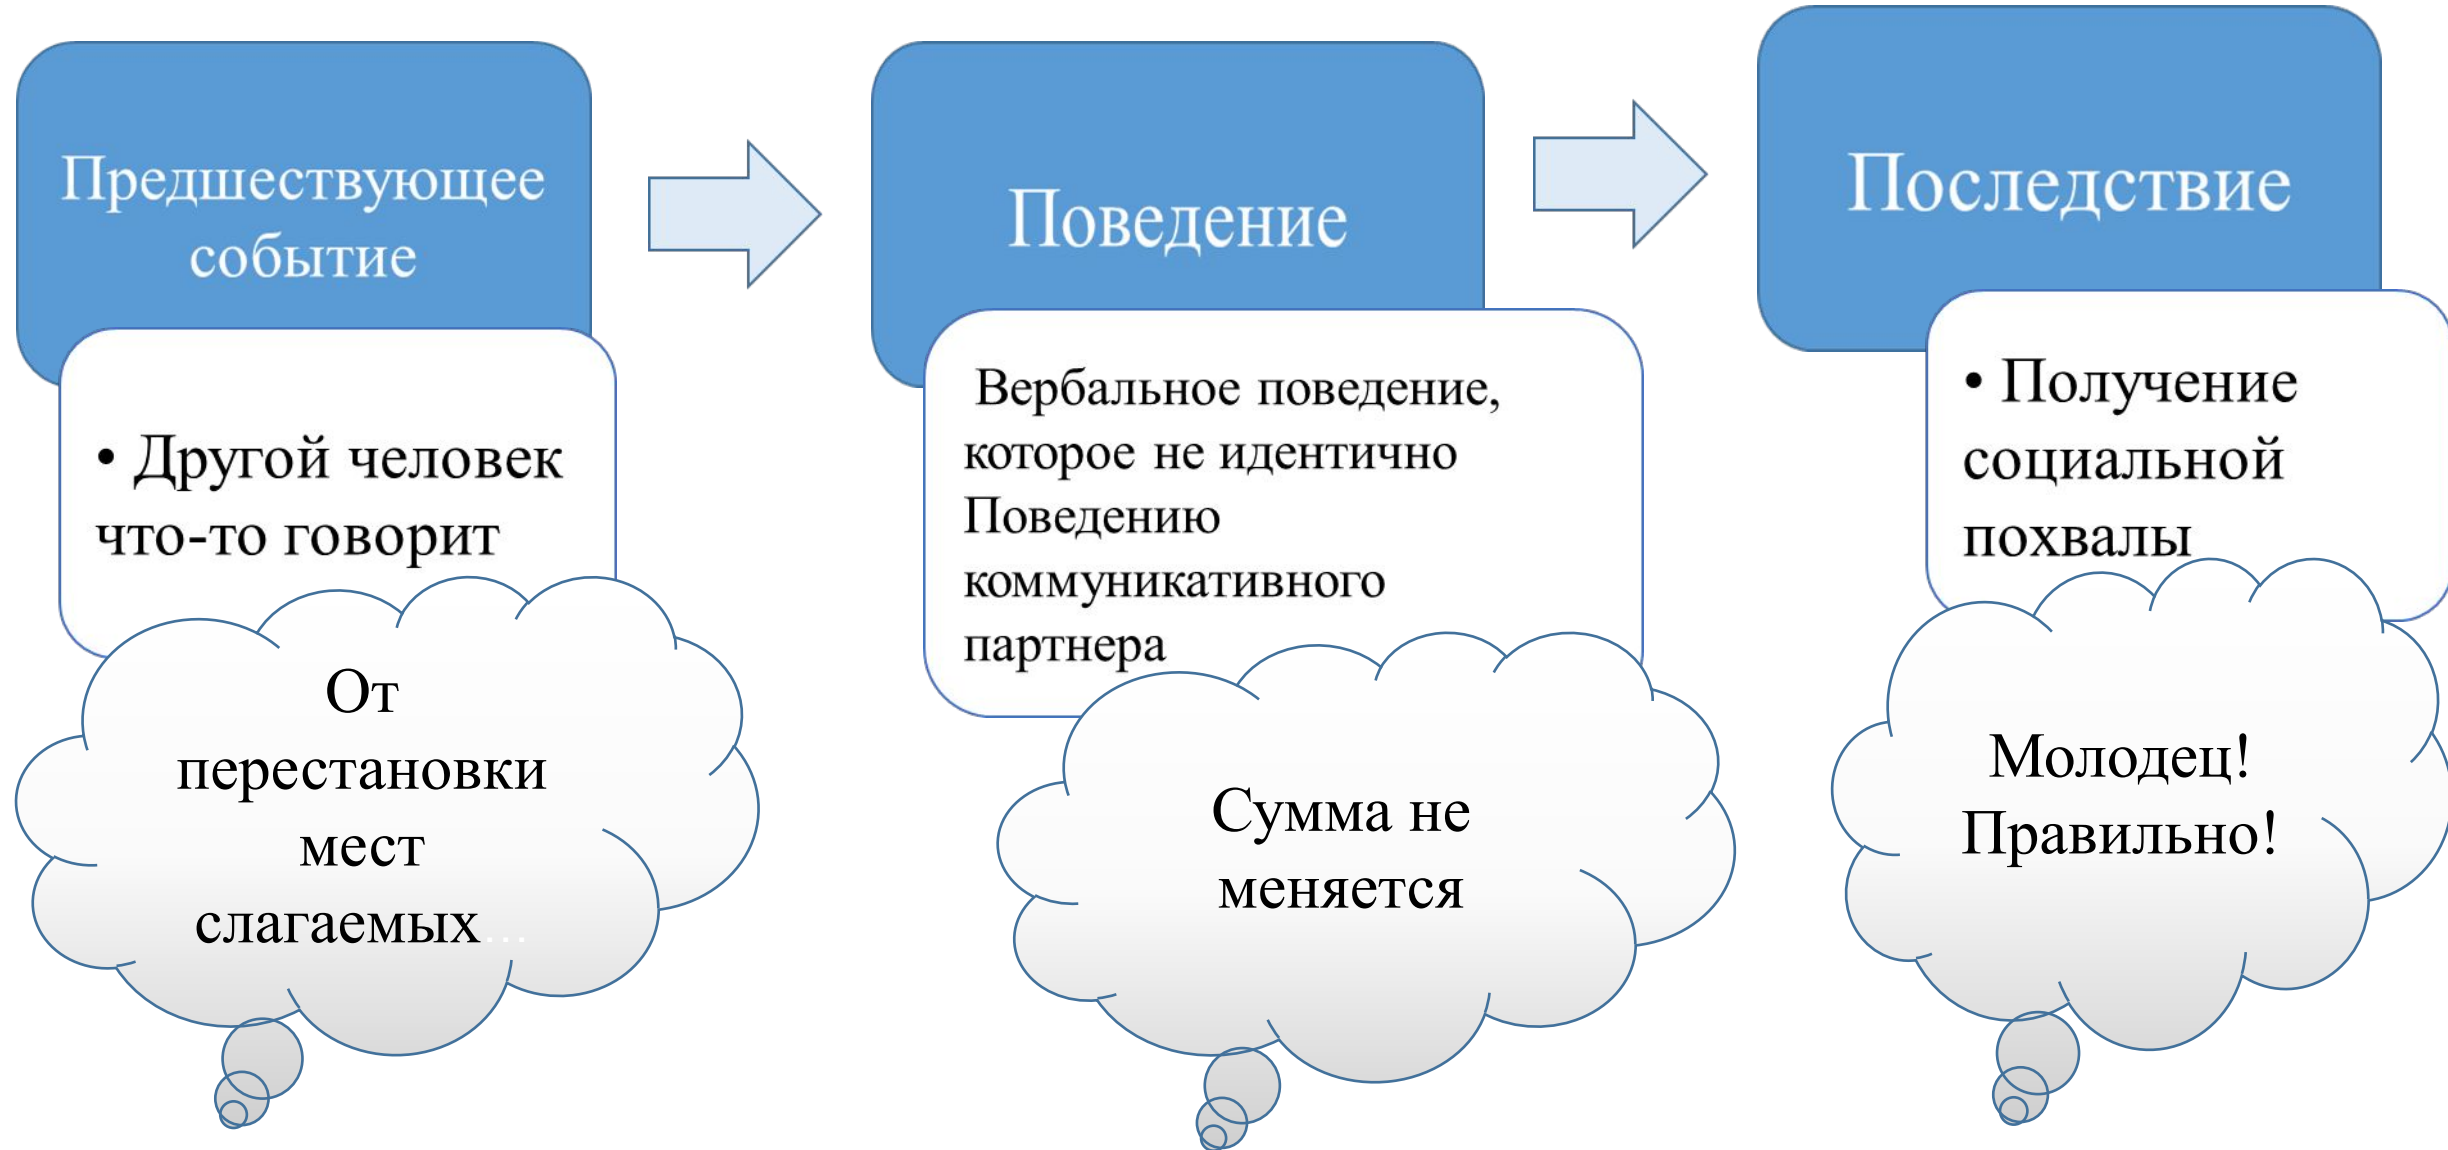 Предшествующее
событие
• Другой человек
что-то говорит
От
перестановки
мест
слагаемых...
Поведение
Вербальное поведение,
которое не идентично
Поведению
коммуникативного
партнера
Сумма не
меняется
Последствие
• Получение
социальной
похвалы
Молодец!
Правильно!